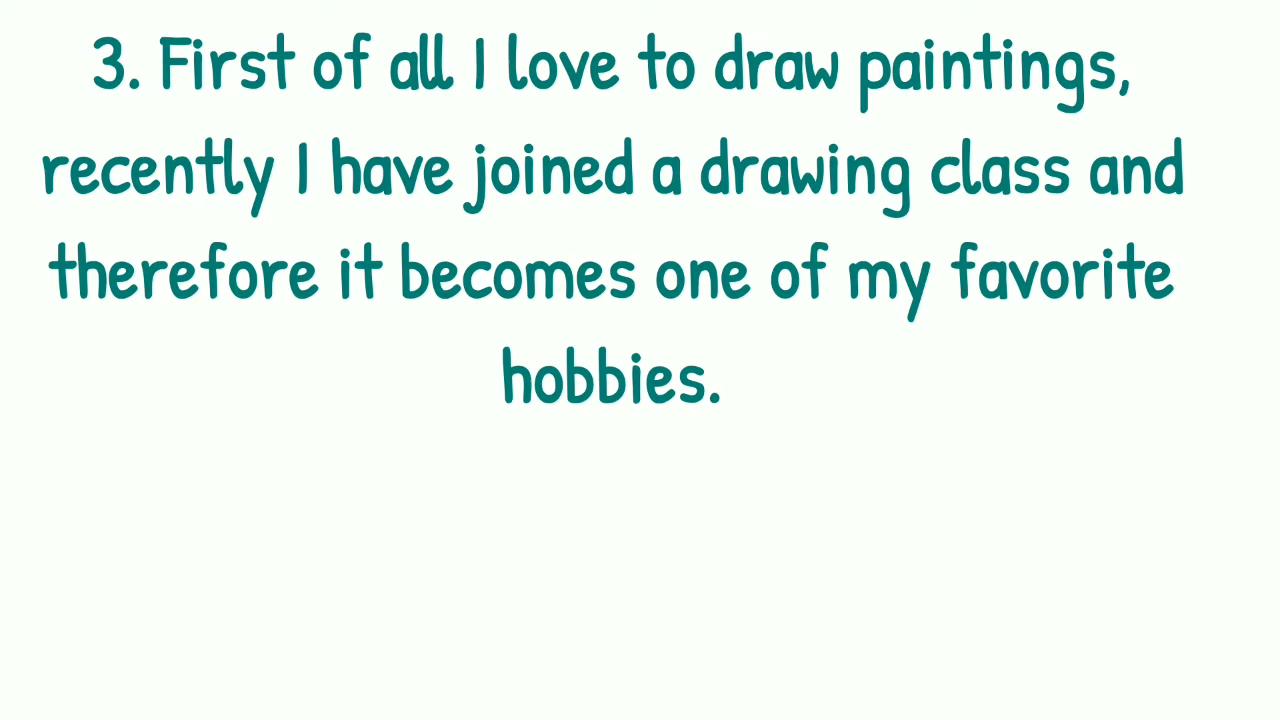 3. First of all I love to draw paintings,
recently I have joined a drawing class and
therefore it becomes one of my favorite
hobbies.